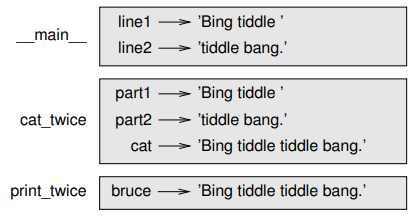 __main__
line1 → ’Bing tiddle ’
line2 → ’tiddle bang.’
cat_twice
part1 → ’Bing tiddle ’
part2 → ’tiddle bang.’
cat → ’Bing tiddle tiddle bang.’
print_twice
bruce → ’Bing tiddle tiddle bang.’